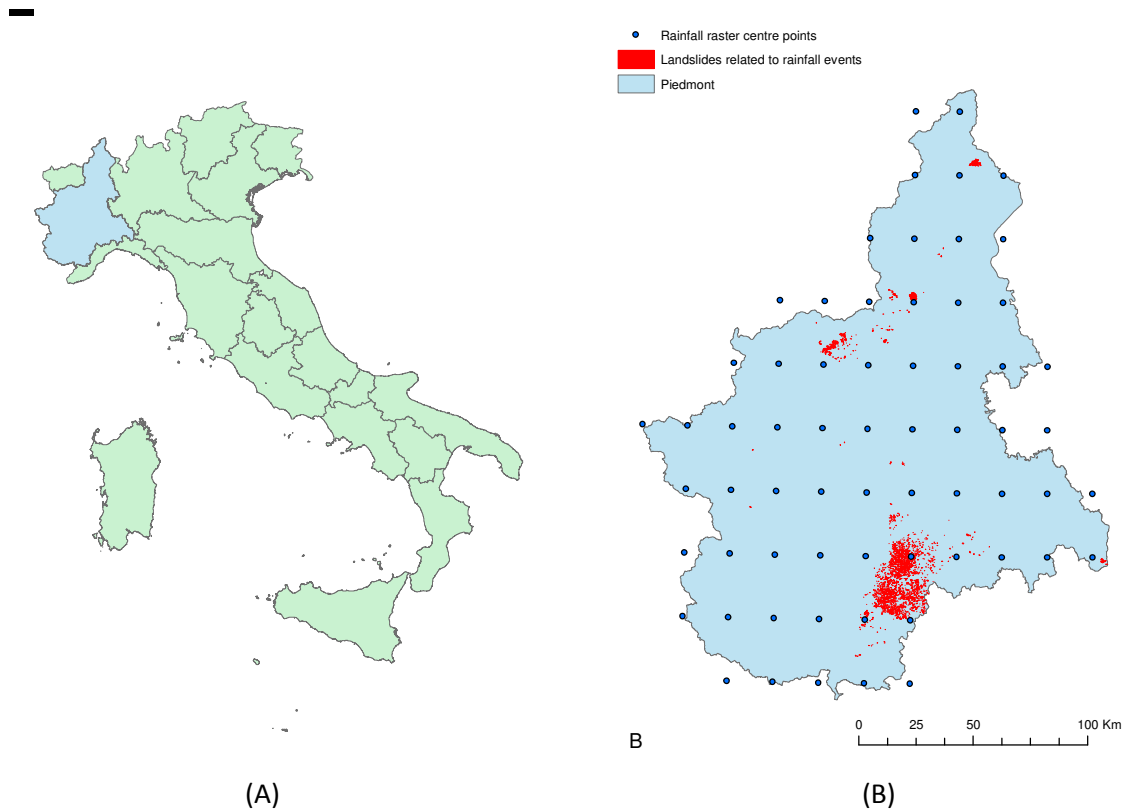 Rainfall raster centre points
Landslides related to rainfall events
Piedmont
B
0 25 50 100 Km
(A)
(B)